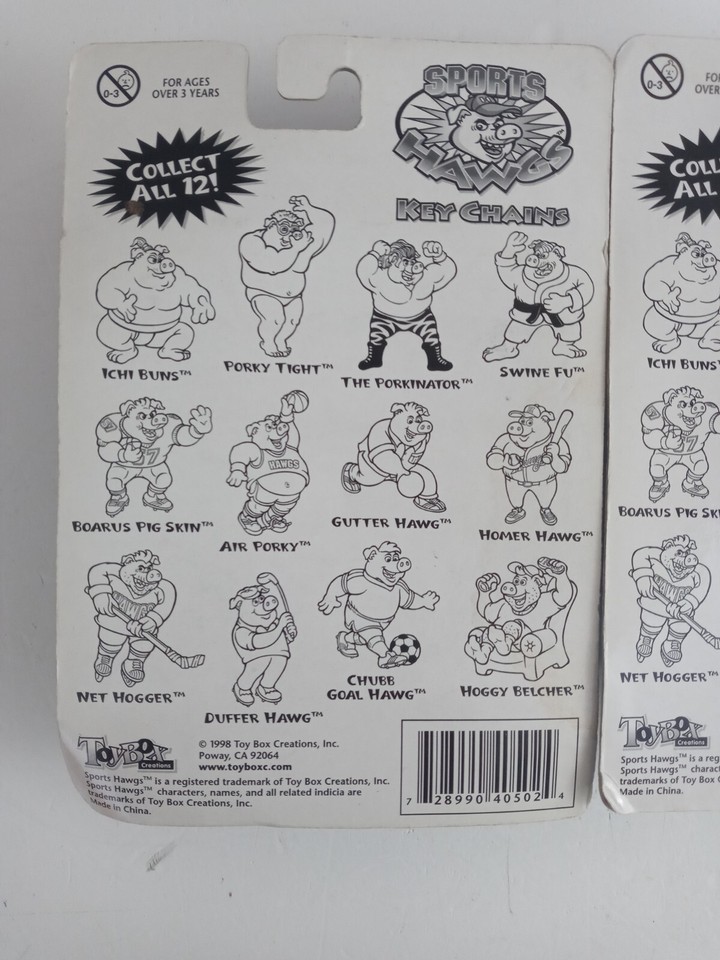 0-3
FOR AGES
OVER 3 YEARS
SPORTS
HAWGS
KEY CHAINS
COLLECT
ALL 12!
ICHI BUNS™
PORKY TIGHT™
THE PORKINATOR™
SWINE FU™
BOARUS PIG SKIN™
HAWGS
AIR PORKY™
GUTTER HAWG™
HOMER HAWG™
HAWGS
NET HOGGER™
DUFFER HAWG™
CHUBB
GOAL HAWG™
HOGGY BELCHER™
ToyBox
Creations
© 1998 Toy Box Creations, Inc.
Poway, CA 92064
www.toyboxc.com
Sports Hawgs™ is a registered trademark of Toy Box Creations, Inc.
Sports Hawgs™ characters, names, and all related indicia are
trademarks of Toy Box Creations, Inc.
Made in China.
7 28990 40502 4
0-3
FO
OVER
COLL
ALL
ICHI BUNS
BOARUS PIG SK
NET HOGGER™
ToyBox
Creations
Sports Hawgs™ is a reg
Sports Hawgs™ charact
trademarks of Toy Box C
Made in China.